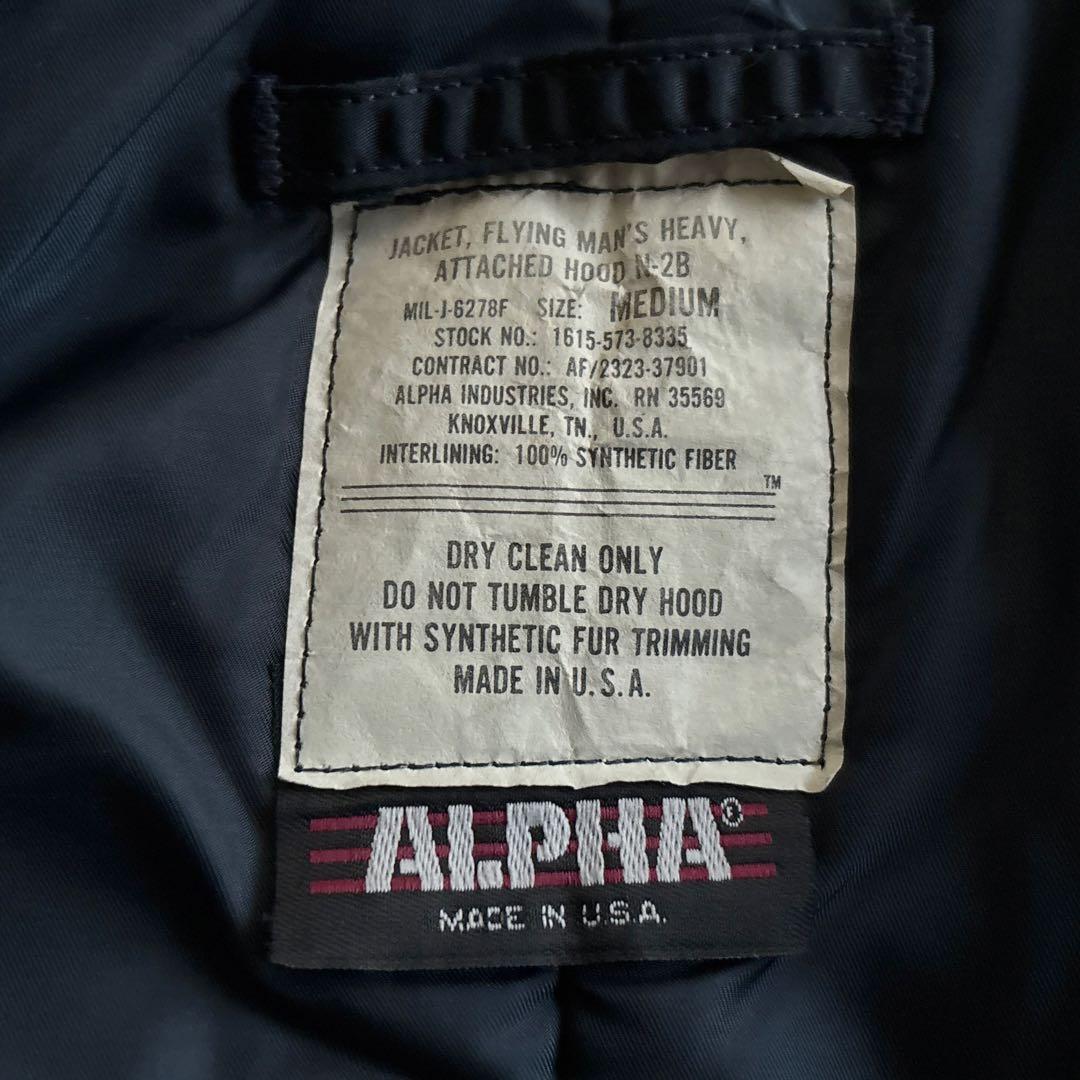 JACKET, FLYING MAN'S HEAVY,
ATTACHED HOOD N-2B
MIL-J-6278F SIZE: MEDIUM
STOCK NO.: 1615-573-8335
CONTRACT NO.: AF/2323-37901
ALPHA INDUSTRIES, INC. RN 35569
KNOXVILLE, TN., U.S.A.
INTERLINING: 100% SYNTHETIC FIBER
TM
DRY CLEAN ONLY
DO NOT TUMBLE DRY HOOD
WITH SYNTHETIC FUR TRIMMING
MADE IN U.S.A.
ALPHA®
MADE IN U.S.A.